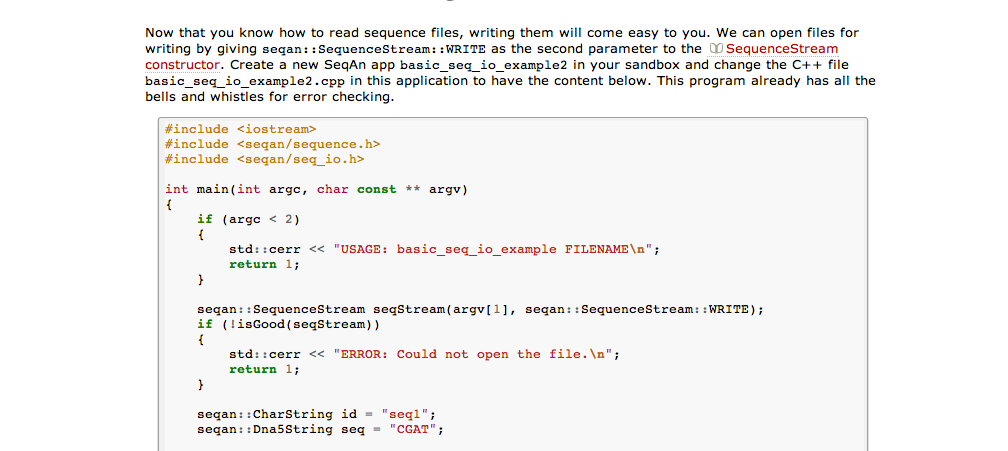 Now that you know how to read sequence files, writing them will come easy to you. We can open files for
writing by giving seqan::SequenceStream::WRITE as the second parameter to the SequenceStream
constructor. Create a new SeqAn app basic_seq_io_example2 in your sandbox and change the C++ file
basic_seq_io_example2.cpp in this application to have the content below. This program already has all the
bells and whistles for error checking.
#include <iostream>
#include <seqan/sequence.h>
#include <seqan/seq_io.h>
int main(int argc, char const ** argv)
{
if (argc < 2)
{
std::cerr << "USAGE: basic_seq_io_example FILENAME\n";
return 1;
}
seqan::SequenceStream seqStream(argv[1], seqan::SequenceStream::WRITE);
if (!isGood(seqStream))
{
std::cerr << "ERROR: Could not open the file.\n";
return 1;
}
seqan::CharString id = "seq1";
seqan::Dna5String seq = "CGAT";